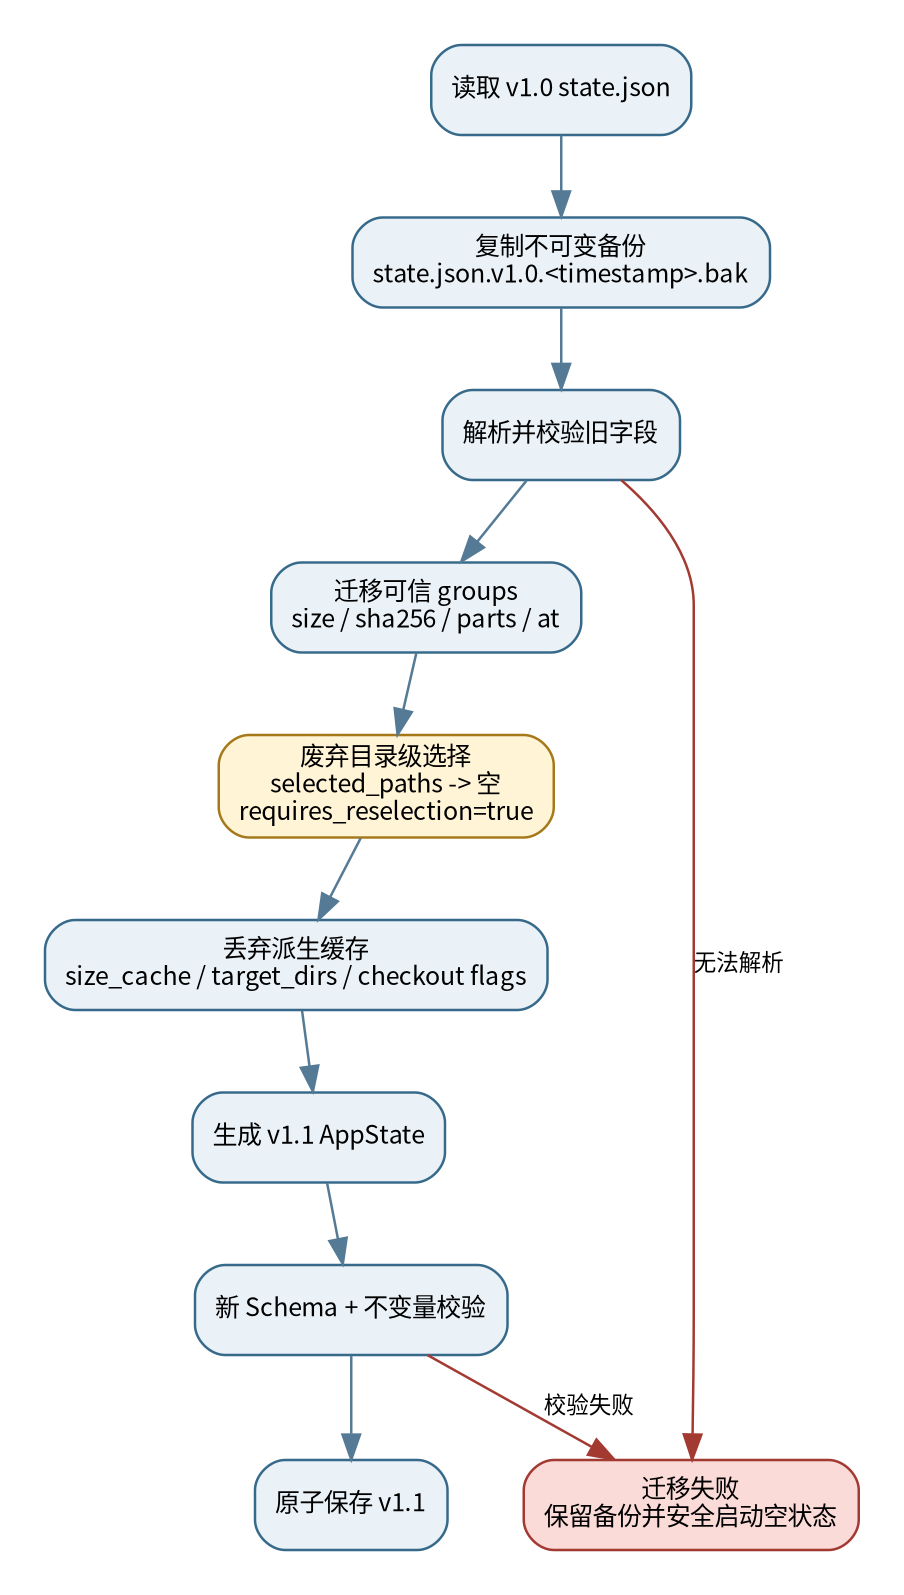 读取 v1.0 state.json
复制不可变备份
state.json.v1.0.<timestamp>.bak
解析并校验旧字段
迁移可信 groups
size / sha256 / parts / at
废弃目录级选择
selected_paths -> 空
requires_reselection=true
丢弃派生缓存
size_cache / target_dirs / checkout flags
无法解析
生成 v1.1 AppState
新 Schema + 不变量校验
校验失败
原子保存 v1.1
迁移失败
保留备份并安全启动空状态